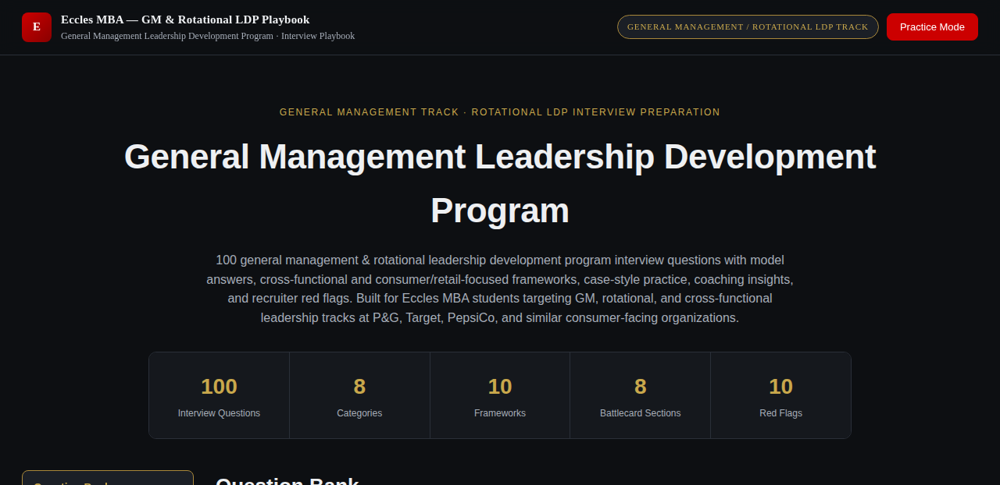 E
Eccles MBA — GM & Rotational LDP Playbook
General Management Leadership Development Program · Interview Playbook
GENERAL MANAGEMENT / ROTATIONAL LDP TRACK
Practice Mode
GENERAL MANAGEMENT TRACK · ROTATIONAL LDP INTERVIEW PREPARATION
General Management Leadership Development
Program
100 general management & rotational leadership development program interview questions with model
answers, cross-functional and consumer/retail-focused frameworks, case-style practice, coaching insights,
and recruiter red flags. Built for Eccles MBA students targeting GM, rotational, and cross-functional
leadership tracks at P&G, Target, PepsiCo, and similar consumer-facing organizations.
100
Interview Questions
8
Categories
10
Frameworks
8
Battlecard Sections
10
Red Flags
Question Bank
Question Bank